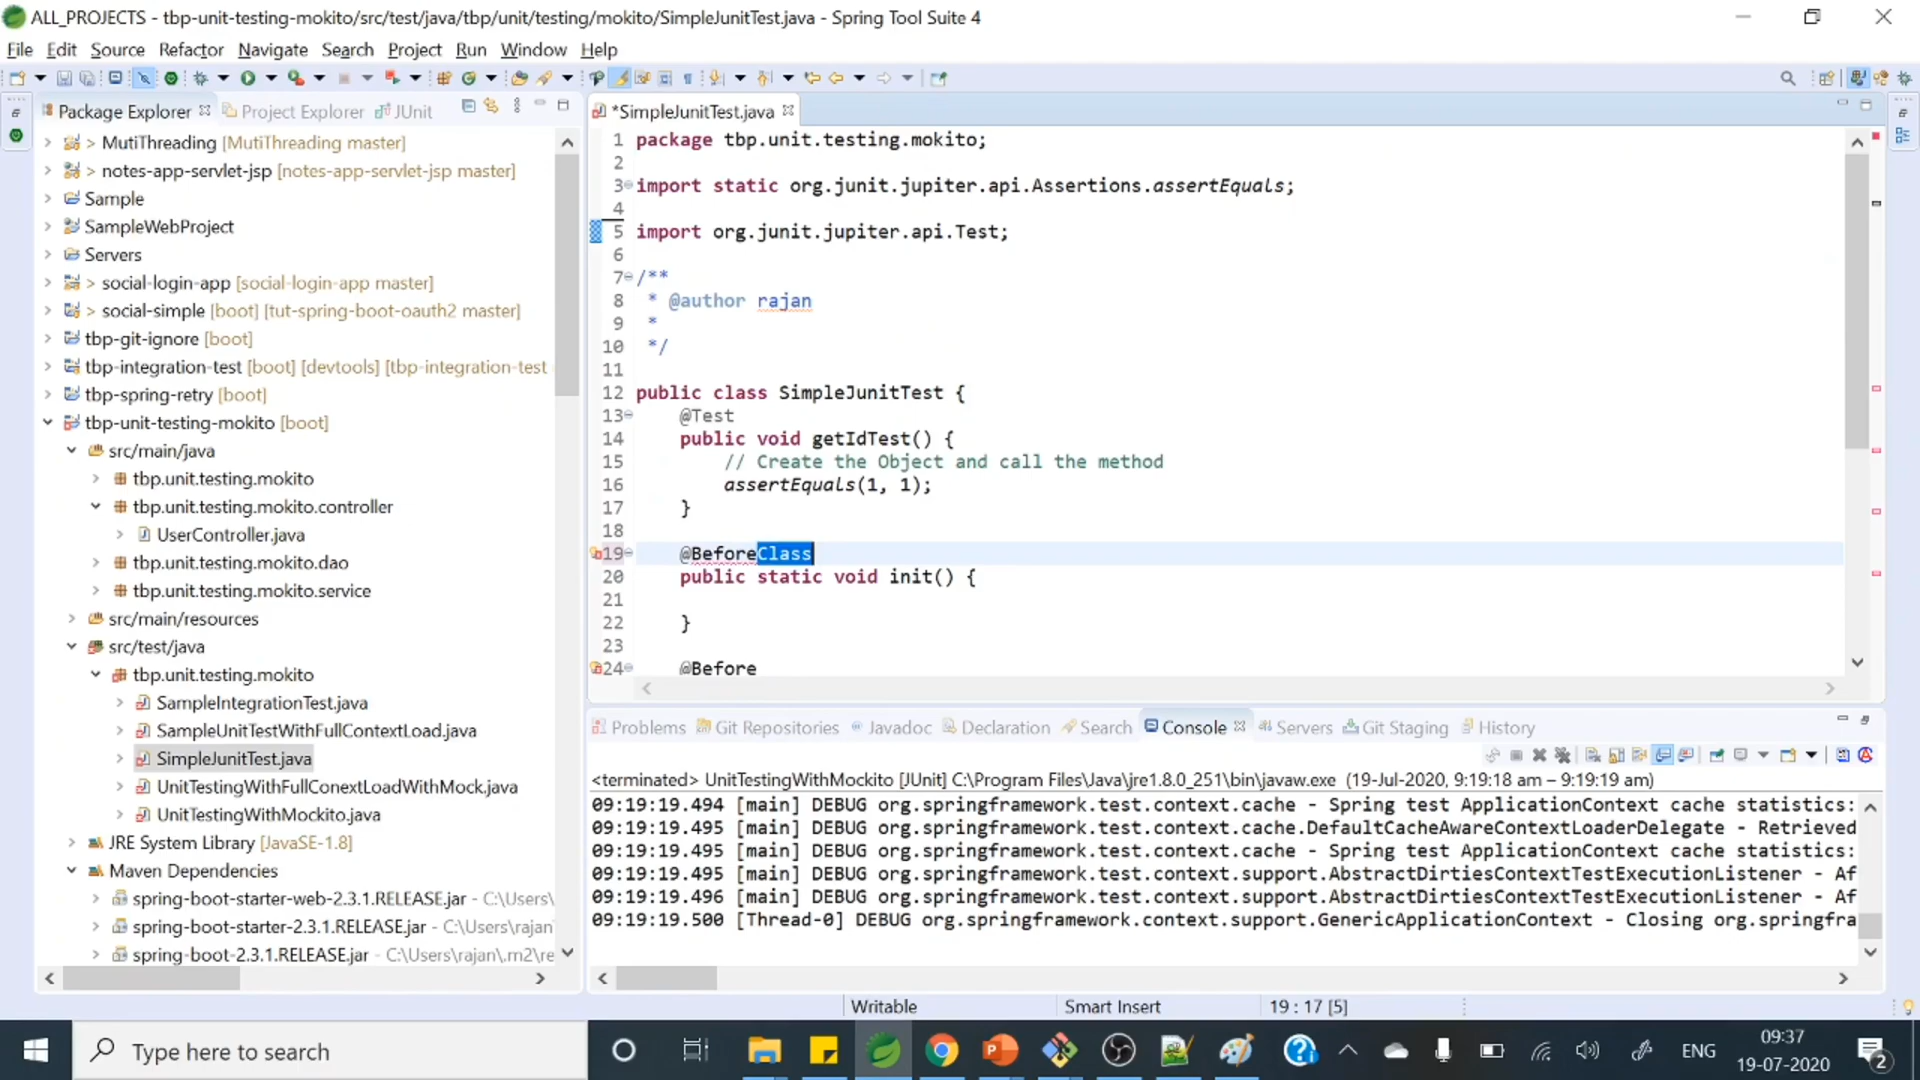 ALL_PROJECTS - tbp-unit-testing-mokito/src/test/java/tbp/unit/testing/mokito/SimpleJunitTest.java - Spring Tool Suite 4
File Edit Source Refactor Navigate Search Project Run Window Help
Package Explorer Project Explorer JUnit
> MutiThreading [MutiThreading master]
> notes-app-servlet-jsp [notes-app-servlet-jsp master]
Sample
SampleWebProject
Servers
> social-login-app [social-login-app master]
> social-simple [boot] [tut-spring-boot-oauth2 master]
tbp-git-ignore [boot]
tbp-integration-test [boot] [devtools] [tbp-integration-test
tbp-spring-retry [boot]
tbp-unit-testing-mokito [boot]
src/main/java
tbp.unit.testing.mokito
tbp.unit.testing.mokito.controller
UserController.java
tbp.unit.testing.mokito.dao
tbp.unit.testing.mokito.service
src/main/resources
src/test/java
tbp.unit.testing.mokito
SampleIntegrationTest.java
SampleUnitTestWithFullContextLoad.java
SimpleJunitTest.java
UnitTestingWithFullConextLoadWithMock.java
UnitTestingWithMockito.java
JRE System Library [JavaSE-1.8]
Maven Dependencies
spring-boot-starter-web-2.3.1.RELEASE.jar - C:\Users\
spring-boot-starter-2.3.1.RELEASE.jar - C:\Users\rajan\
spring-boot-2.3.1.RELEASE.jar - C:\Users\rajan\.m2\re
*SimpleJunitTest.java
1 package tbp.unit.testing.mokito;
2
3 import static org.junit.jupiter.api.Assertions.assertEquals;
4
5 import org.junit.jupiter.api.Test;
6
7 /**
8 * @author rajan
9 *
10 */
11
12 public class SimpleJunitTest {
13 @Test
14 public void getIdTest() {
15 // Create the Object and call the method
16 assertEquals(1, 1);
17 }
18
19 @BeforeClass
20 public static void init() {
21
22 }
23
24 @Before
Problems Git Repositories Javadoc Declaration Search Console Servers Git Staging History
<terminated> UnitTestingWithMockito [JUnit] C:\Program Files\Java\jre1.8.0_251\bin\javaw.exe (19-Jul-2020, 9:19:18 am – 9:19:19 am)
09:19:19.494 [main] DEBUG org.springframework.test.context.cache - Spring test ApplicationContext cache statistics:
09:19:19.495 [main] DEBUG org.springframework.test.context.cache.DefaultCacheAwareContextLoaderDelegate - Retrieved
09:19:19.495 [main] DEBUG org.springframework.test.context.cache - Spring test ApplicationContext cache statistics:
09:19:19.495 [main] DEBUG org.springframework.test.context.support.AbstractDirtiesContextTestExecutionListener - Af
09:19:19.496 [main] DEBUG org.springframework.test.context.support.AbstractDirtiesContextTestExecutionListener - Af
09:19:19.500 [Thread-0] DEBUG org.springframework.context.support.GenericApplicationContext - Closing org.springfra
Writable Smart Insert 19 : 17 [5]
Type here to search
ENG
09:37
19-07-2020
2